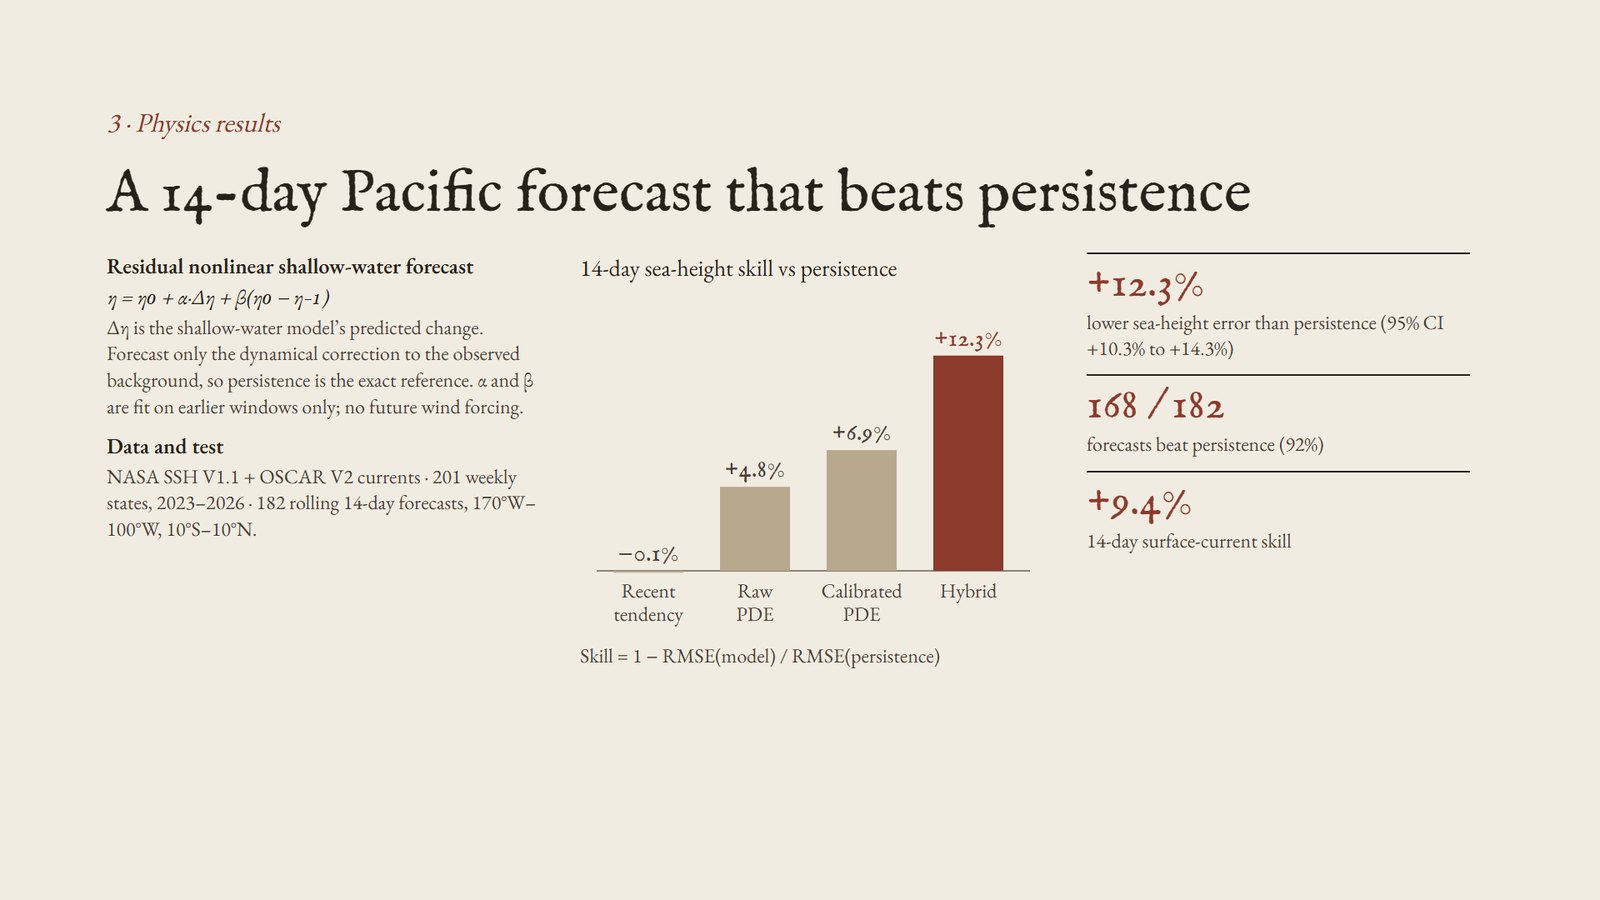 3 · Physics results
A 14-day Pacific forecast that beats persistence
Residual nonlinear shallow-water forecast
η = η0 + α·Δη + β(η0 − η-1)
Δη is the shallow-water model’s predicted change.
Forecast only the dynamical correction to the observed
background, so persistence is the exact reference. α and β
are fit on earlier windows only; no future wind forcing.
Data and test
NASA SSH V1.1 + OSCAR V2 currents · 201 weekly
states, 2023–2026 · 182 rolling 14-day forecasts, 170°W–
100°W, 10°S–10°N.
14-day sea-height skill vs persistence
+12.3%
+6.9%
+4.8%
−0.1%
Recent
tendency
Raw
PDE
Calibrated
PDE
Hybrid
Skill = 1 − RMSE(model) / RMSE(persistence)
+12.3%
lower sea-height error than persistence (95% CI
+10.3% to +14.3%)
168 / 182
forecasts beat persistence (92%)
+9.4%
14-day surface-current skill